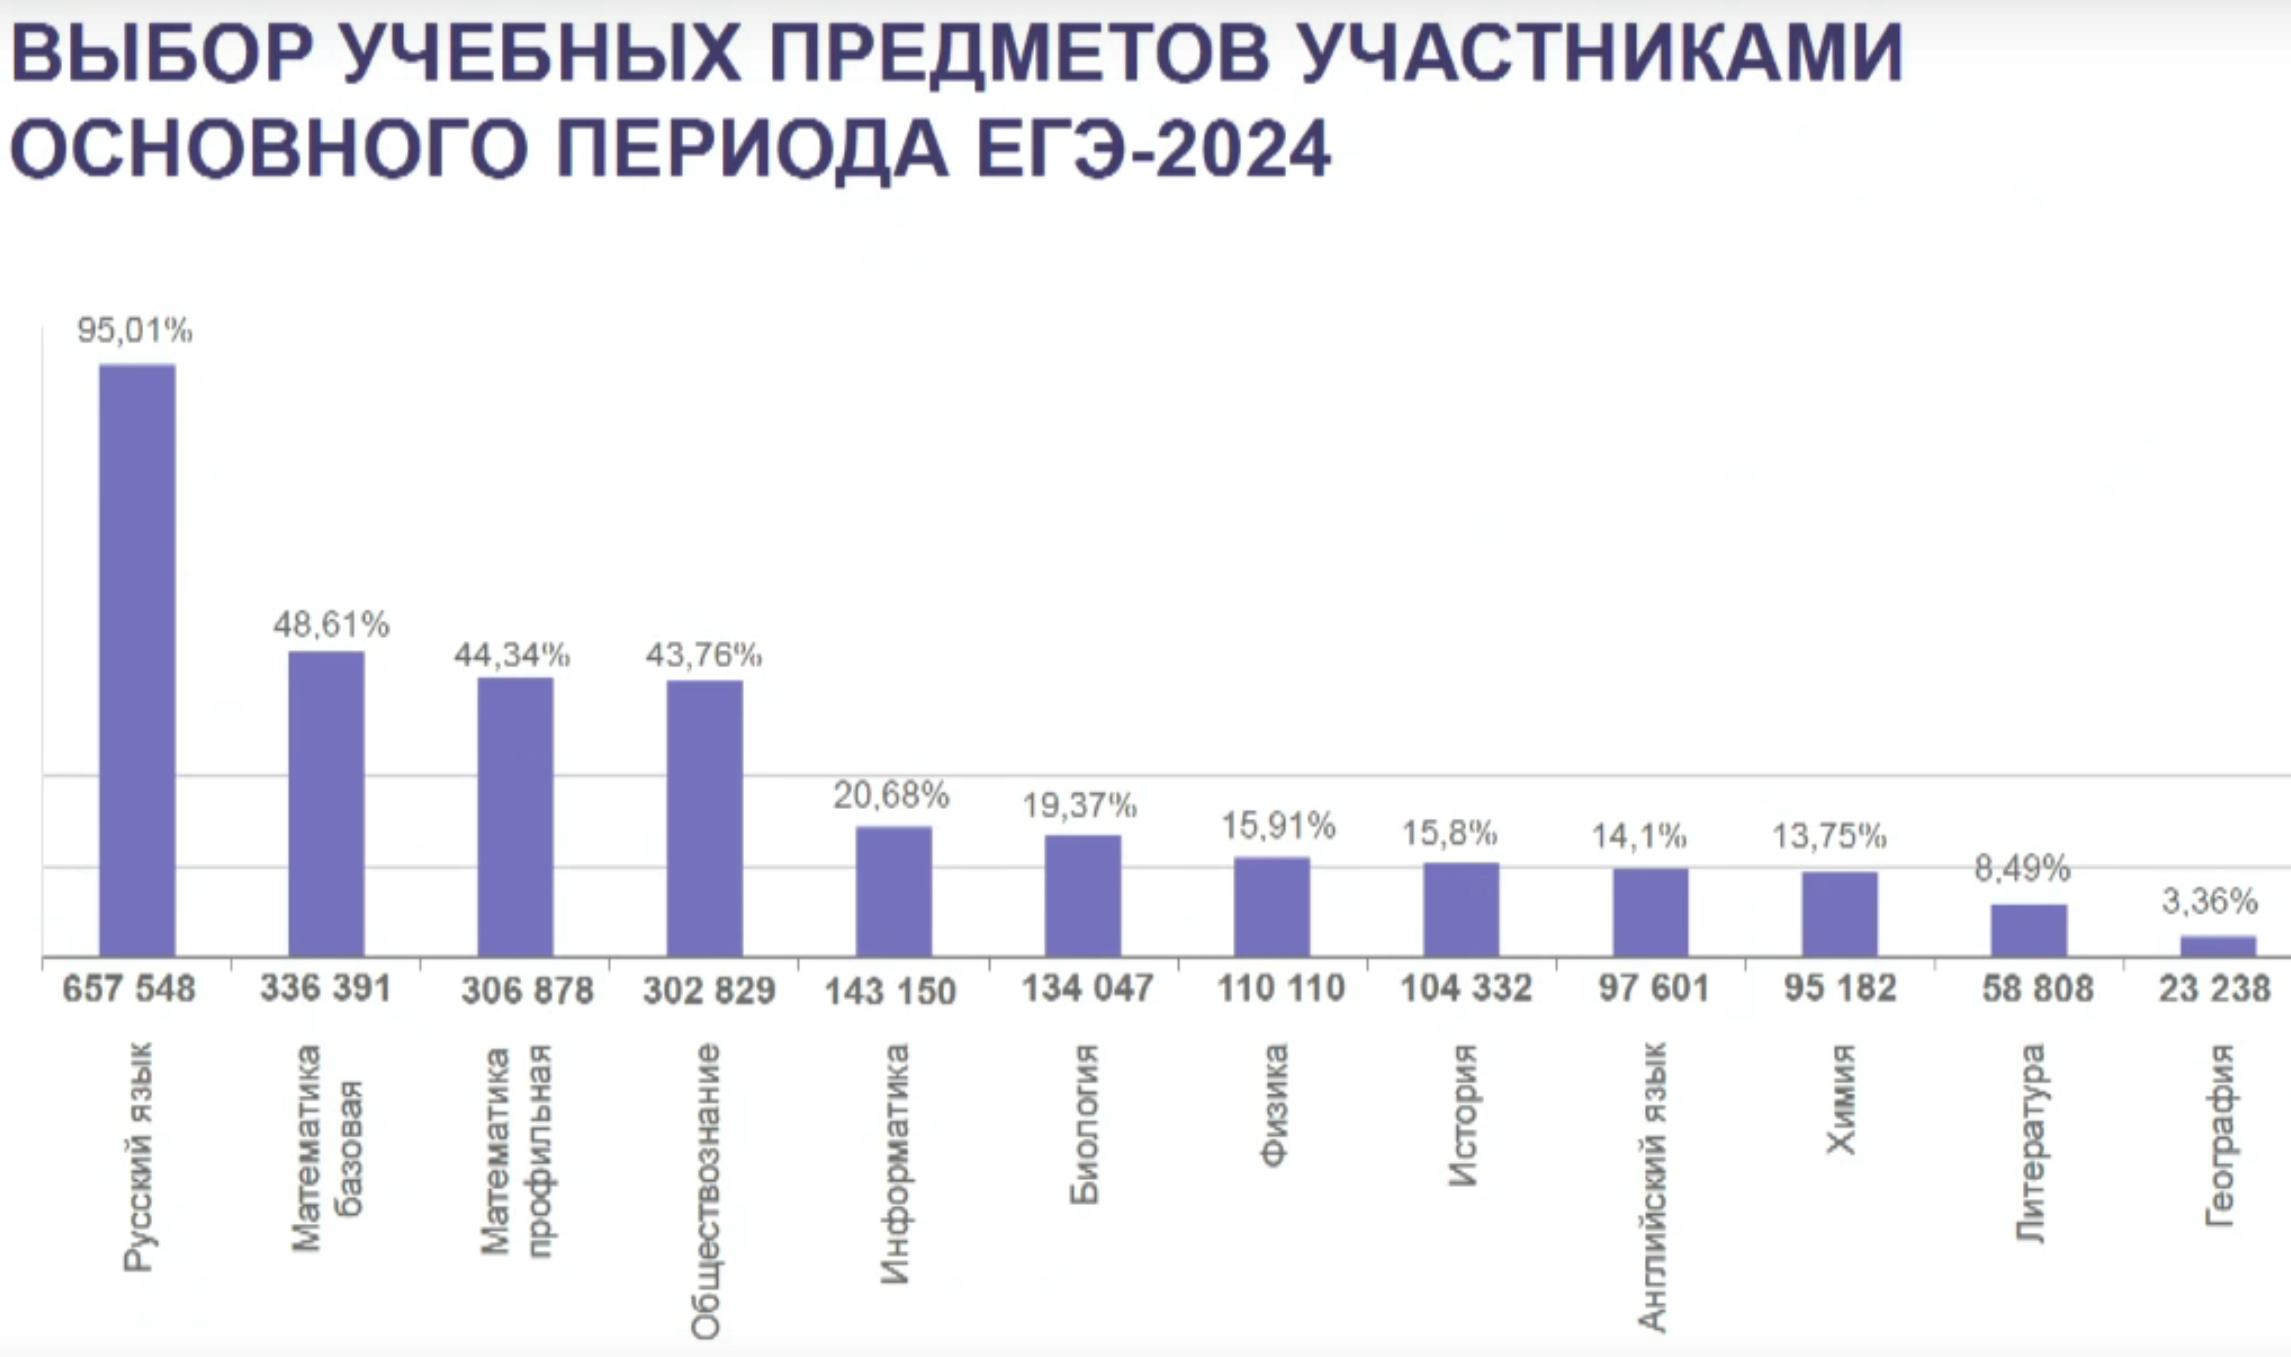 ВЫБОР УЧЕБНЫХ ПРЕДМЕТОВ УЧАСТНИКАМИ
ОСНОВНОГО ПЕРИОДА ЕГЭ-2024
95,01%
48,61%
44,34%
43,76%
20,68%
19,37%
15,91%
15,8%
14,1%
13,75%
8,49%
3,36%
657 548
336 391
306 878
302 829
143 150
134 047
110 110
104 332
97 601
95 182
58 808
23 238
Русский язык
Математика
базовая
Математика
профильная
Обществознание
Информатика
Биология
Физика
История
Английский язык
Химия
Литература
География